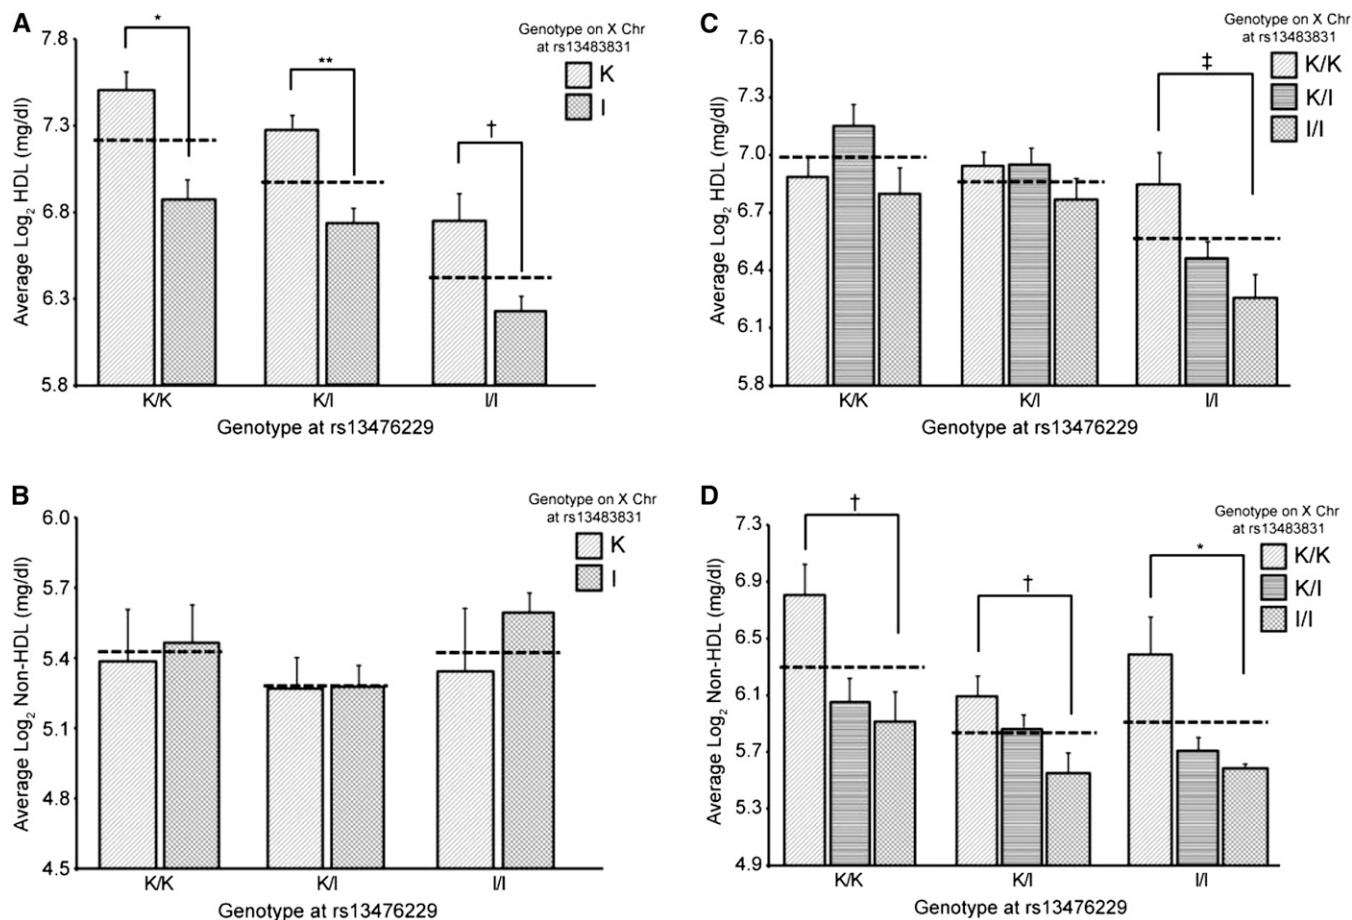 A
Genotype on X Chr
at rs13483831
K
I
*
**
†
7.8
7.3
6.8
6.3
5.8
Average Log₂ HDL (mg/dl)
K/K K/I I/I
Genotype at rs13476229
C
Genotype on X Chr
at rs13483831
K/K
K/I
I/I
‡
7.6
7.3
7.0
6.7
6.4
6.1
5.8
Average Log₂ HDL (mg/dl)
K/K K/I I/I
Genotype at rs13476229
B
Genotype on X Chr
at rs13483831
K
I
6.0
5.7
5.4
5.1
4.8
4.5
Average Log₂ Non-HDL (mg/dl)
K/K K/I I/I
Genotype at rs13476229
D
Genotype on X Chr
at rs13483831
K/K
K/I
I/I
†
†
*
7.3
6.9
6.5
6.1
5.7
5.3
4.9
Average Log₂ Non-HDL (mg/dl)
K/K K/I I/I
Genotype at rs13476229